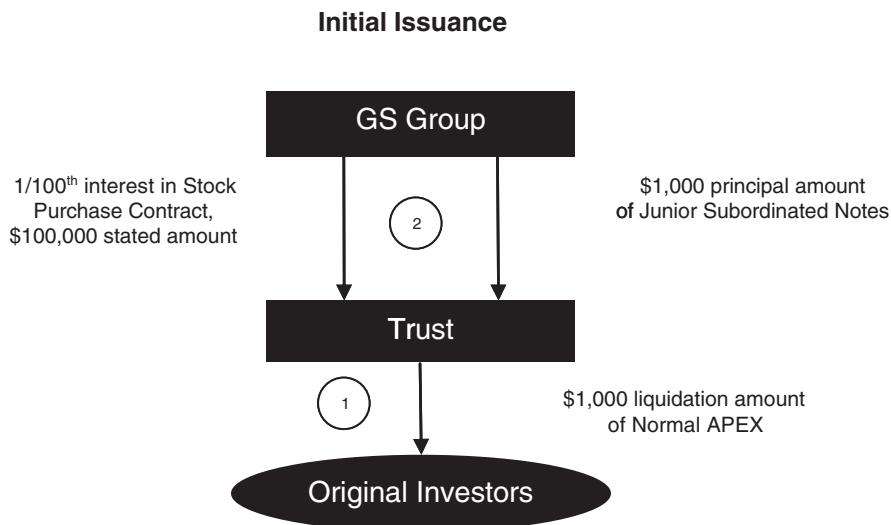 Initial Issuance
GS Group
1/100th interest in Stock
Purchase Contract,
$100,000 stated amount
2
$1,000 principal amount
of Junior Subordinated Notes
Trust
1
$1,000 liquidation amount
of Normal APEX
Original Investors